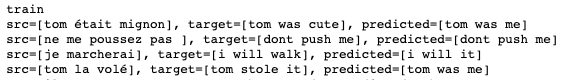 train
src=[tom était mignon], target=[tom was cute], predicted=[tom was me]
src=[ne me poussez pas ], target=[dont push me], predicted=[dont push me]
src=[je marcherai], target=[i will walk], predicted=[i will it]
src=[tom la volé], target=[tom stole it], predicted=[tom was me]